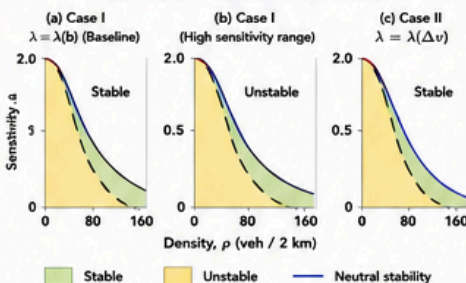 (a) Case I
λ = λ(b) (Baseline)
(b) Case I
(High sensitivity range)
(c) Case II
λ = λ(Δv)
2.0
Stable
0
0
80
160
2.0
Unstable
0.5
0
0
80
160
2.0
Stable
0.5
0
0
80
160
Density, ρ (veh / 2 km)
Stable
Unstable
Neutral stability